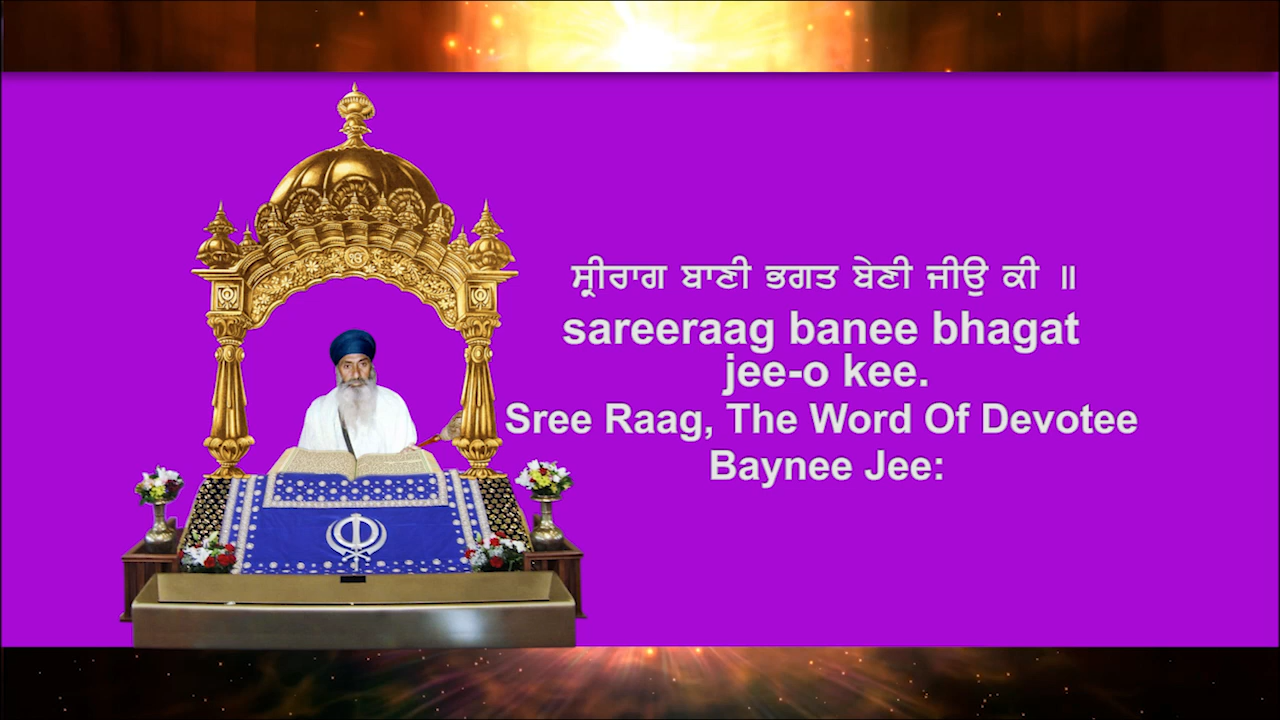 ਸ੍ਰੀਰਾਗ ਬਾਣੀ ਭਗਤ ਬੇਣੀ ਜੀਉ ਕੀ ॥
sareeraag banee bhagat
jee-o kee.
Sree Raag, The Word Of Devotee
Baynee Jee: